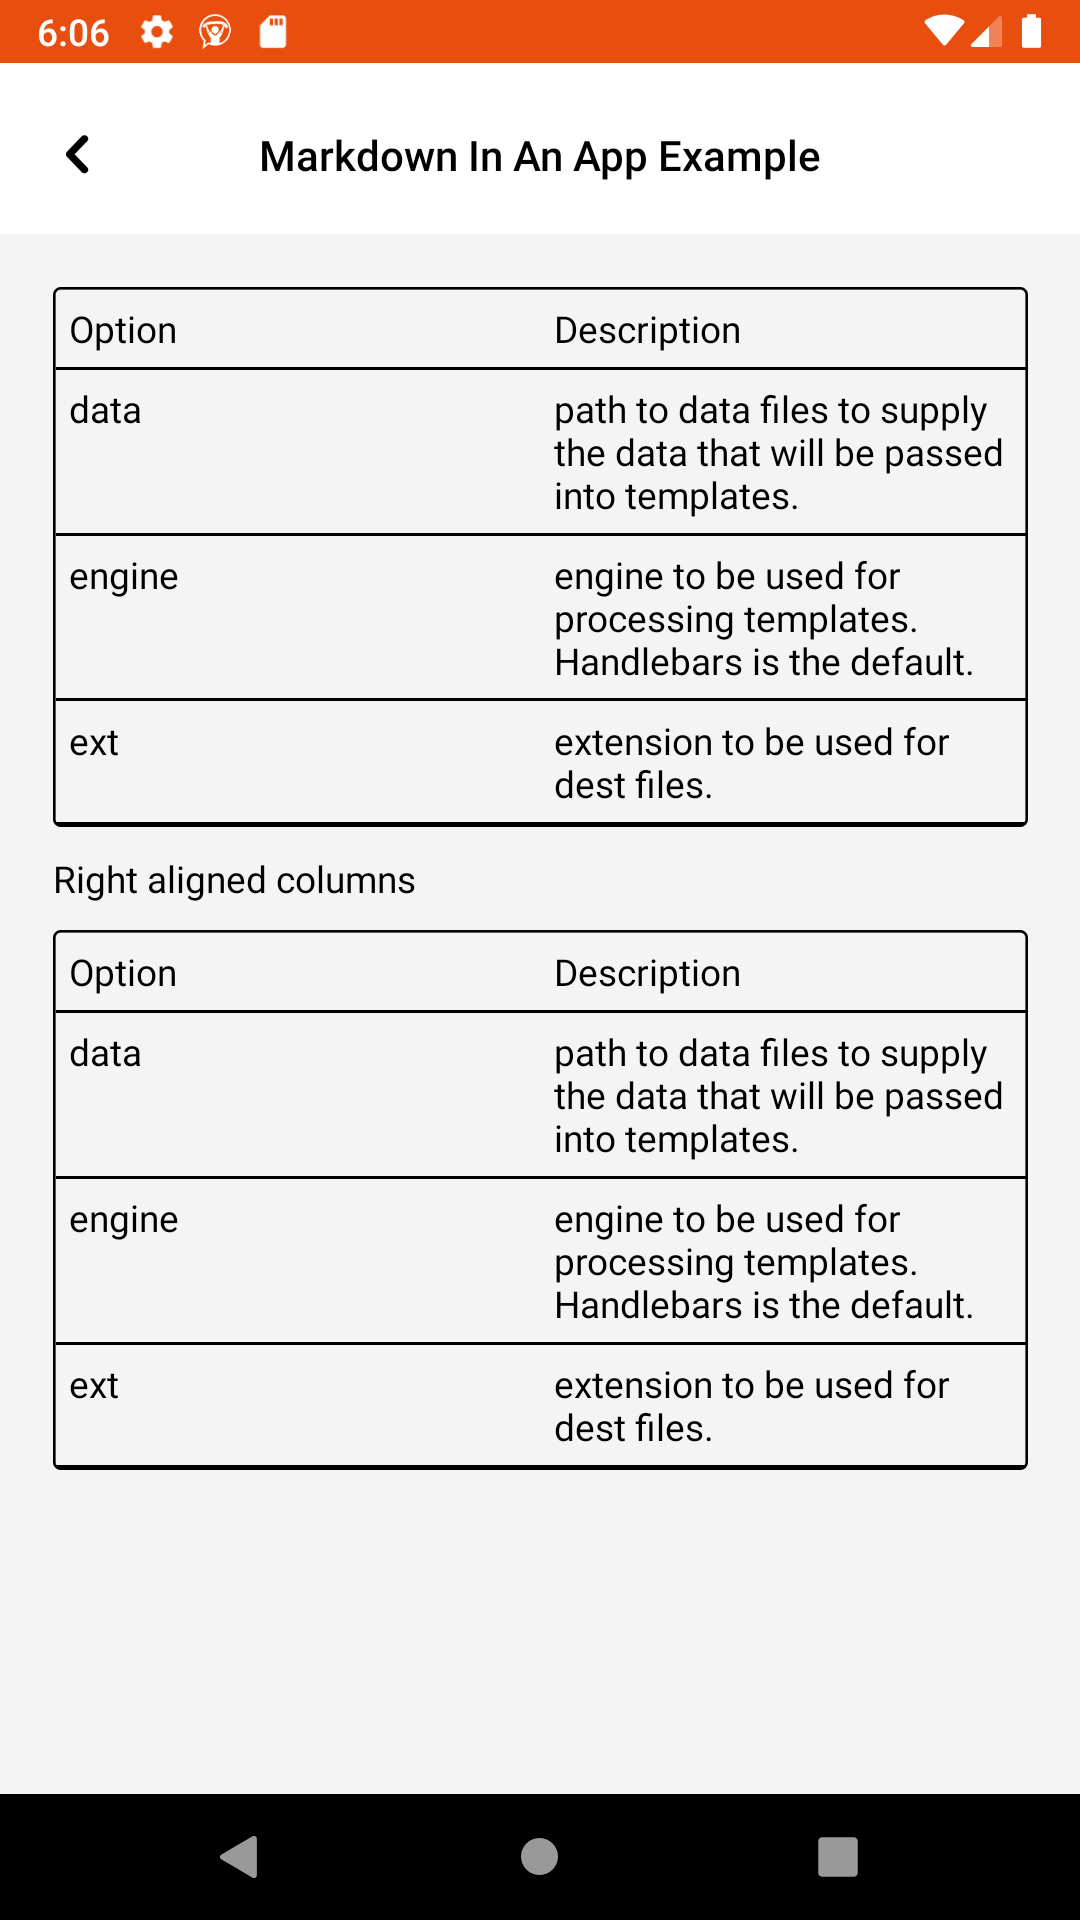 6:06
Markdown In An App Example
Option Description
data path to data files to supply
the data that will be passed
into templates.
engine engine to be used for
processing templates.
Handlebars is the default.
ext extension to be used for
dest files.
Right aligned columns
Option Description
data path to data files to supply
the data that will be passed
into templates.
engine engine to be used for
processing templates.
Handlebars is the default.
ext extension to be used for
dest files.